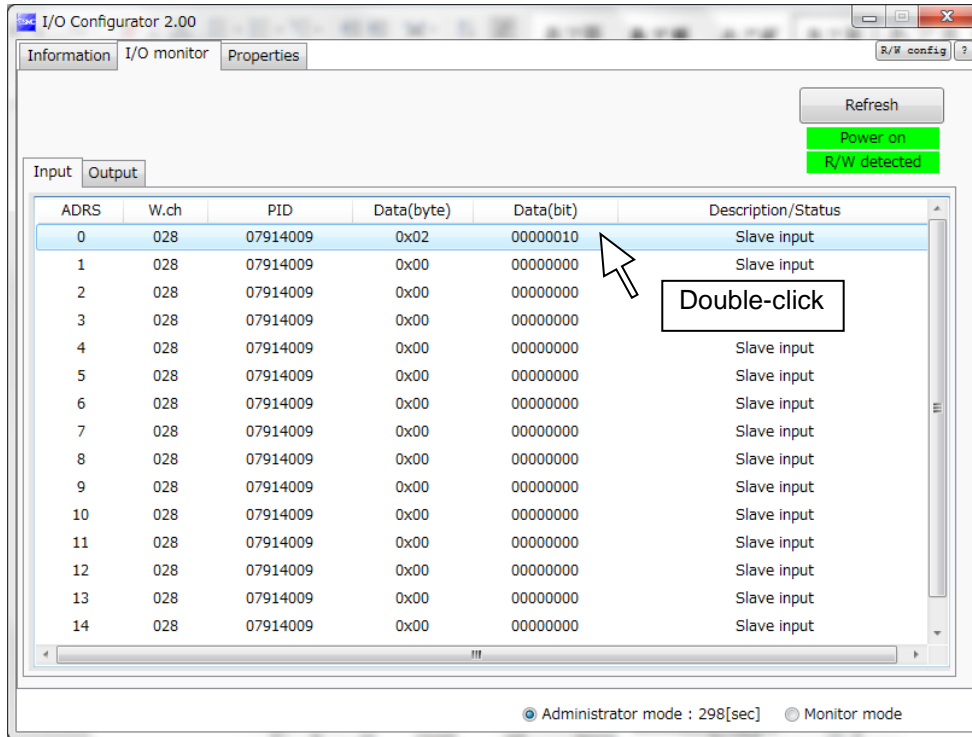 I/O Configurator 2.00
Information I/O monitor Properties R/W config ?
Refresh
Power on
R/W detected
Input Output
ADRS W.ch PID Data(byte) Data(bit) Description/Status
0 028 07914009 0x02 00000010 Slave input
1 028 07914009 0x00 00000000 Slave input
2 028 07914009 0x00 00000000
Double-click
3 028 07914009 0x00 00000000
4 028 07914009 0x00 00000000 Slave input
5 028 07914009 0x00 00000000 Slave input
6 028 07914009 0x00 00000000 Slave input
7 028 07914009 0x00 00000000 Slave input
8 028 07914009 0x00 00000000 Slave input
9 028 07914009 0x00 00000000 Slave input
10 028 07914009 0x00 00000000 Slave input
11 028 07914009 0x00 00000000 Slave input
12 028 07914009 0x00 00000000 Slave input
13 028 07914009 0x00 00000000 Slave input
14 028 07914009 0x00 00000000 Slave input
Administrator mode : 298[sec] Monitor mode